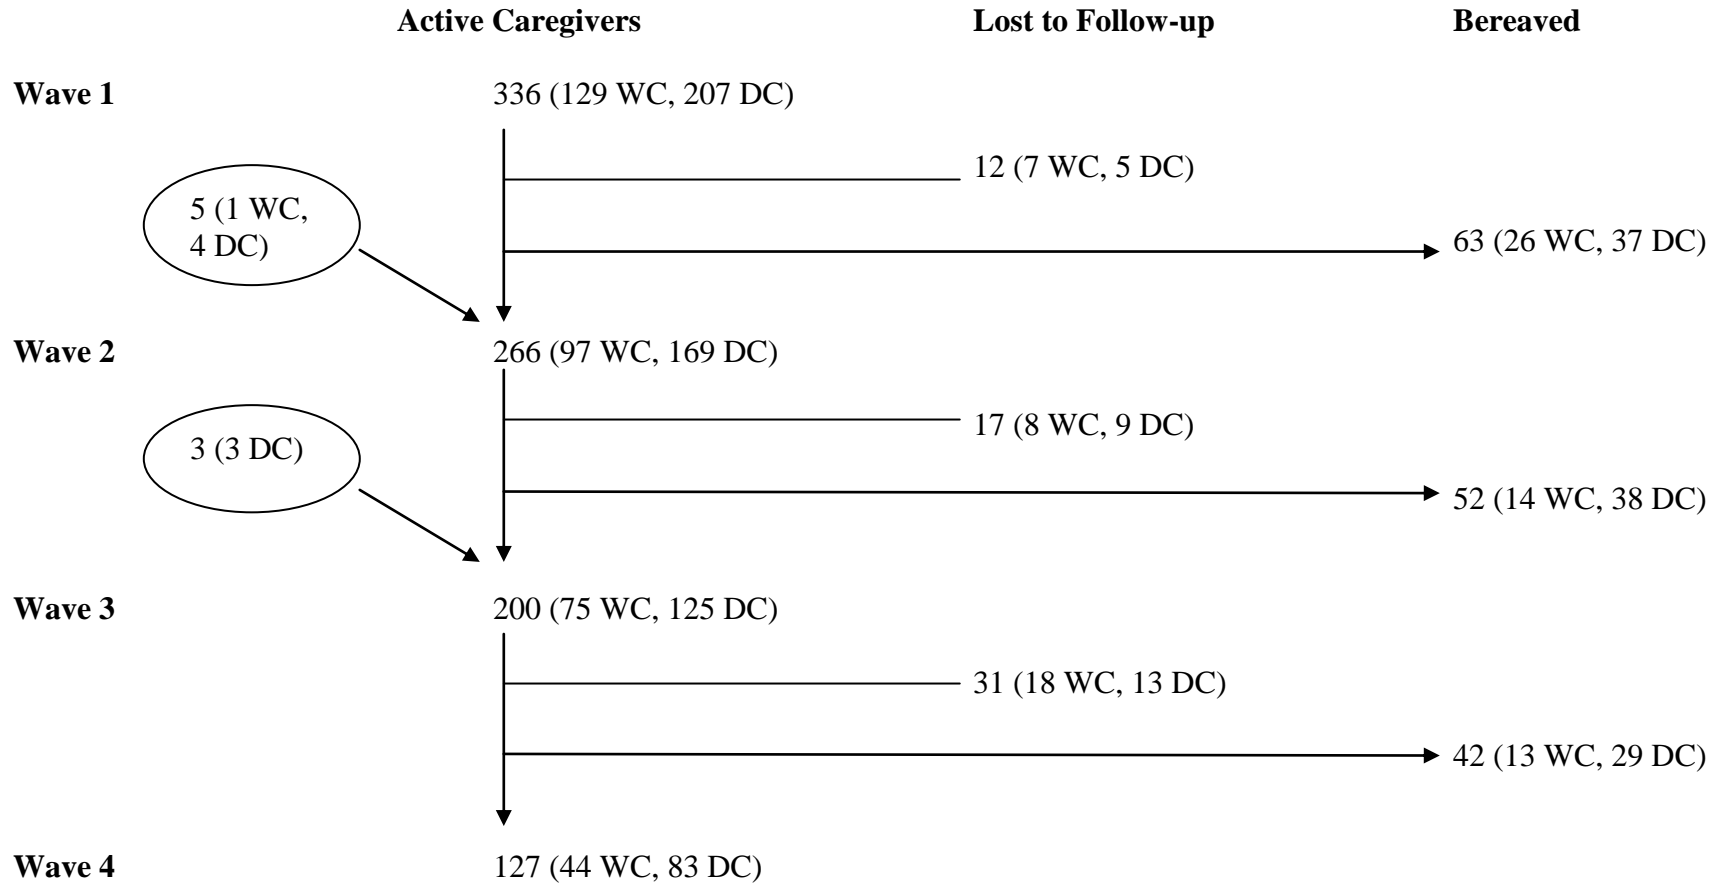 Active Caregivers Lost to Follow-up Bereaved
Wave 1 336 (129 WC, 207 DC)
12 (7 WC, 5 DC)
5 (1 WC,
4 DC)
63 (26 WC, 37 DC)
Wave 2 266 (97 WC, 169 DC)
17 (8 WC, 9 DC)
3 (3 DC)
52 (14 WC, 38 DC)
Wave 3 200 (75 WC, 125 DC)
31 (18 WC, 13 DC)
42 (13 WC, 29 DC)
Wave 4 127 (44 WC, 83 DC)